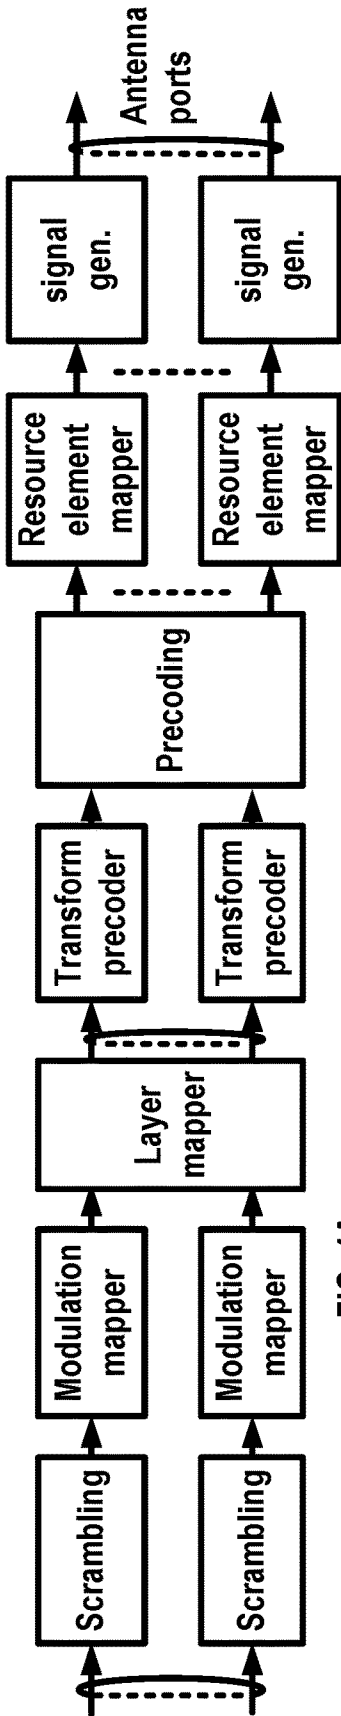 Scrambling
Scrambling
Modulation
mapper
Modulation
mapper
Layer
mapper
Transform
precoder
Transform
precoder
Precoding
Resource
element
mapper
Resource
element
mapper
signal
gen.
signal
gen.
Antenna
ports